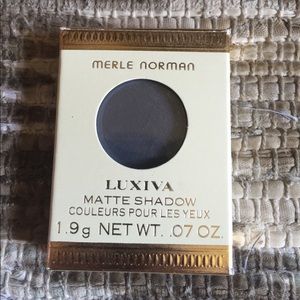 MERLE NORMAN
LUXIVA
MATTE SHADOW
COULEURS POUR LES YEUX
1.9g NET WT. .07 OZ.